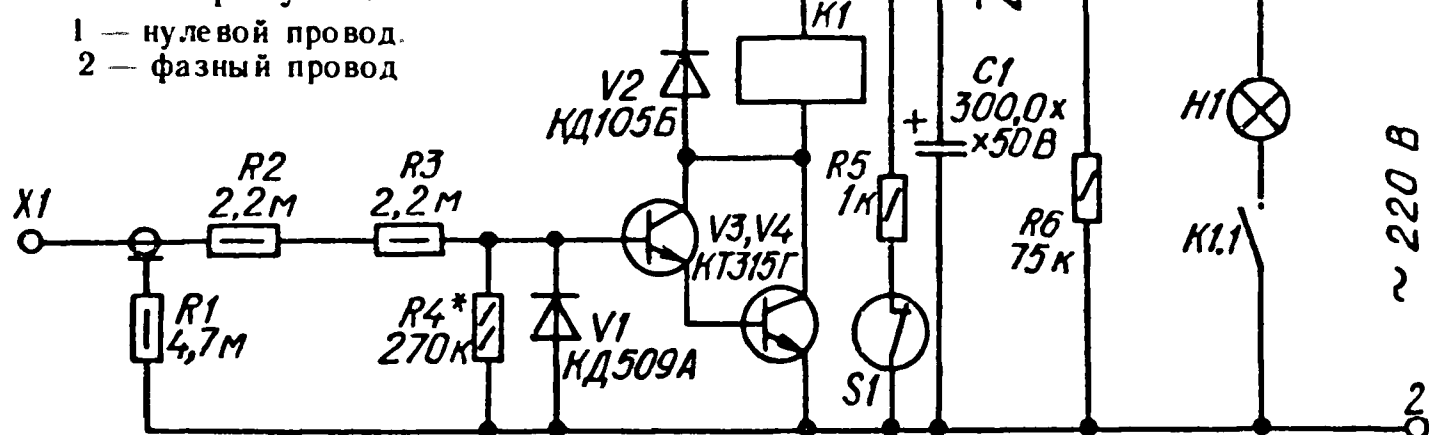 1 — нулевой провод.
2 — фазный провод
K1
V2
КД105Б
C1
300,0×
×50В
+
H1
R2
2,2м
R3
2,2м
X1
R5
1к
V3,V4
КТ315Г
R6
75к
K1.1
~ 220 В
R1
4,7м
R4*
270к
V1
КД509А
S1
2